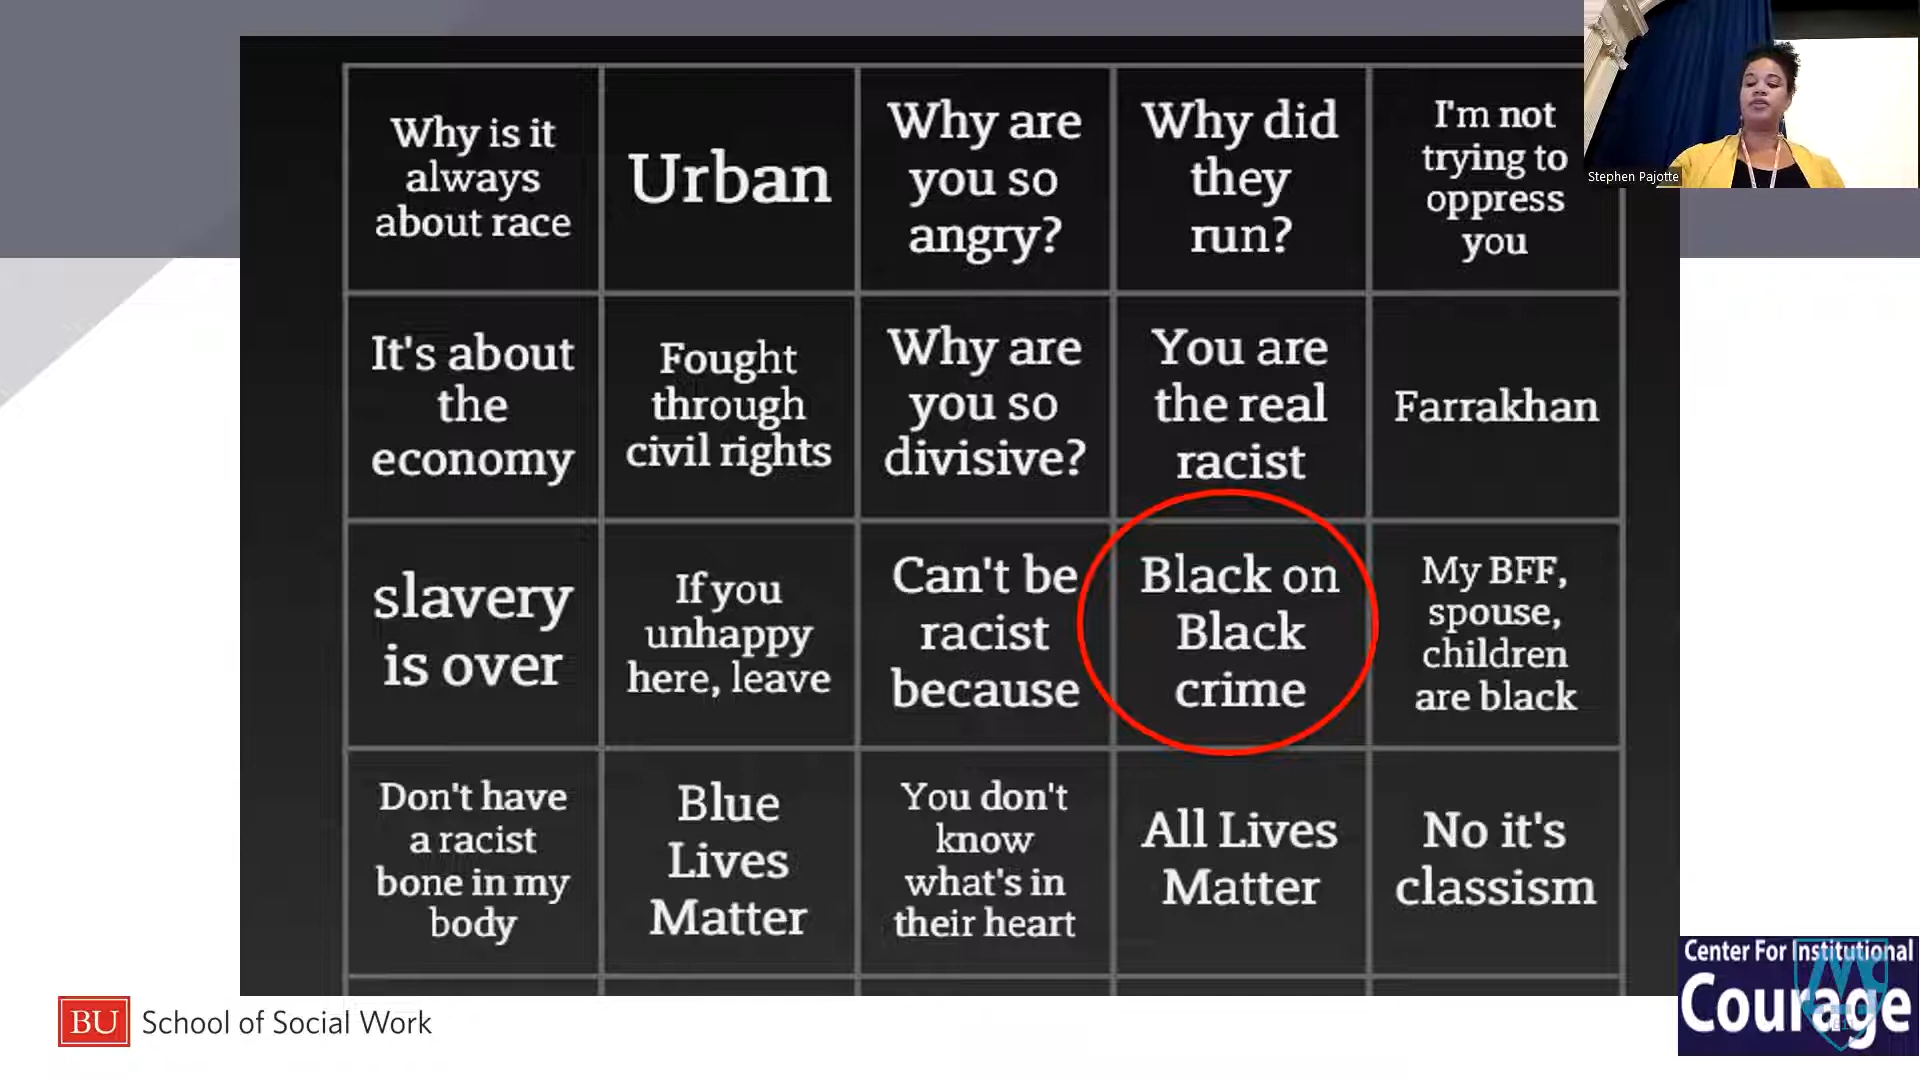 Why is it
always
about race
Urban
Why are
you so
angry?
Why did
they
run?
I'm not
trying to
oppress
you
Stephen Pajotte
It's about
the
economy
Fought
through
civil rights
Why are
you so
divisive?
You are
the real
racist
Farrakhan
slavery
is over
If you
unhappy
here, leave
Can't be
racist
because
Black on
Black
crime
My BFF,
spouse,
children
are black
Don't have
a racist
bone in my
body
Blue
Lives
Matter
You don't
know
what's in
their heart
All Lives
Matter
No it's
classism
BU School of Social Work
Center For Institutional
Courage